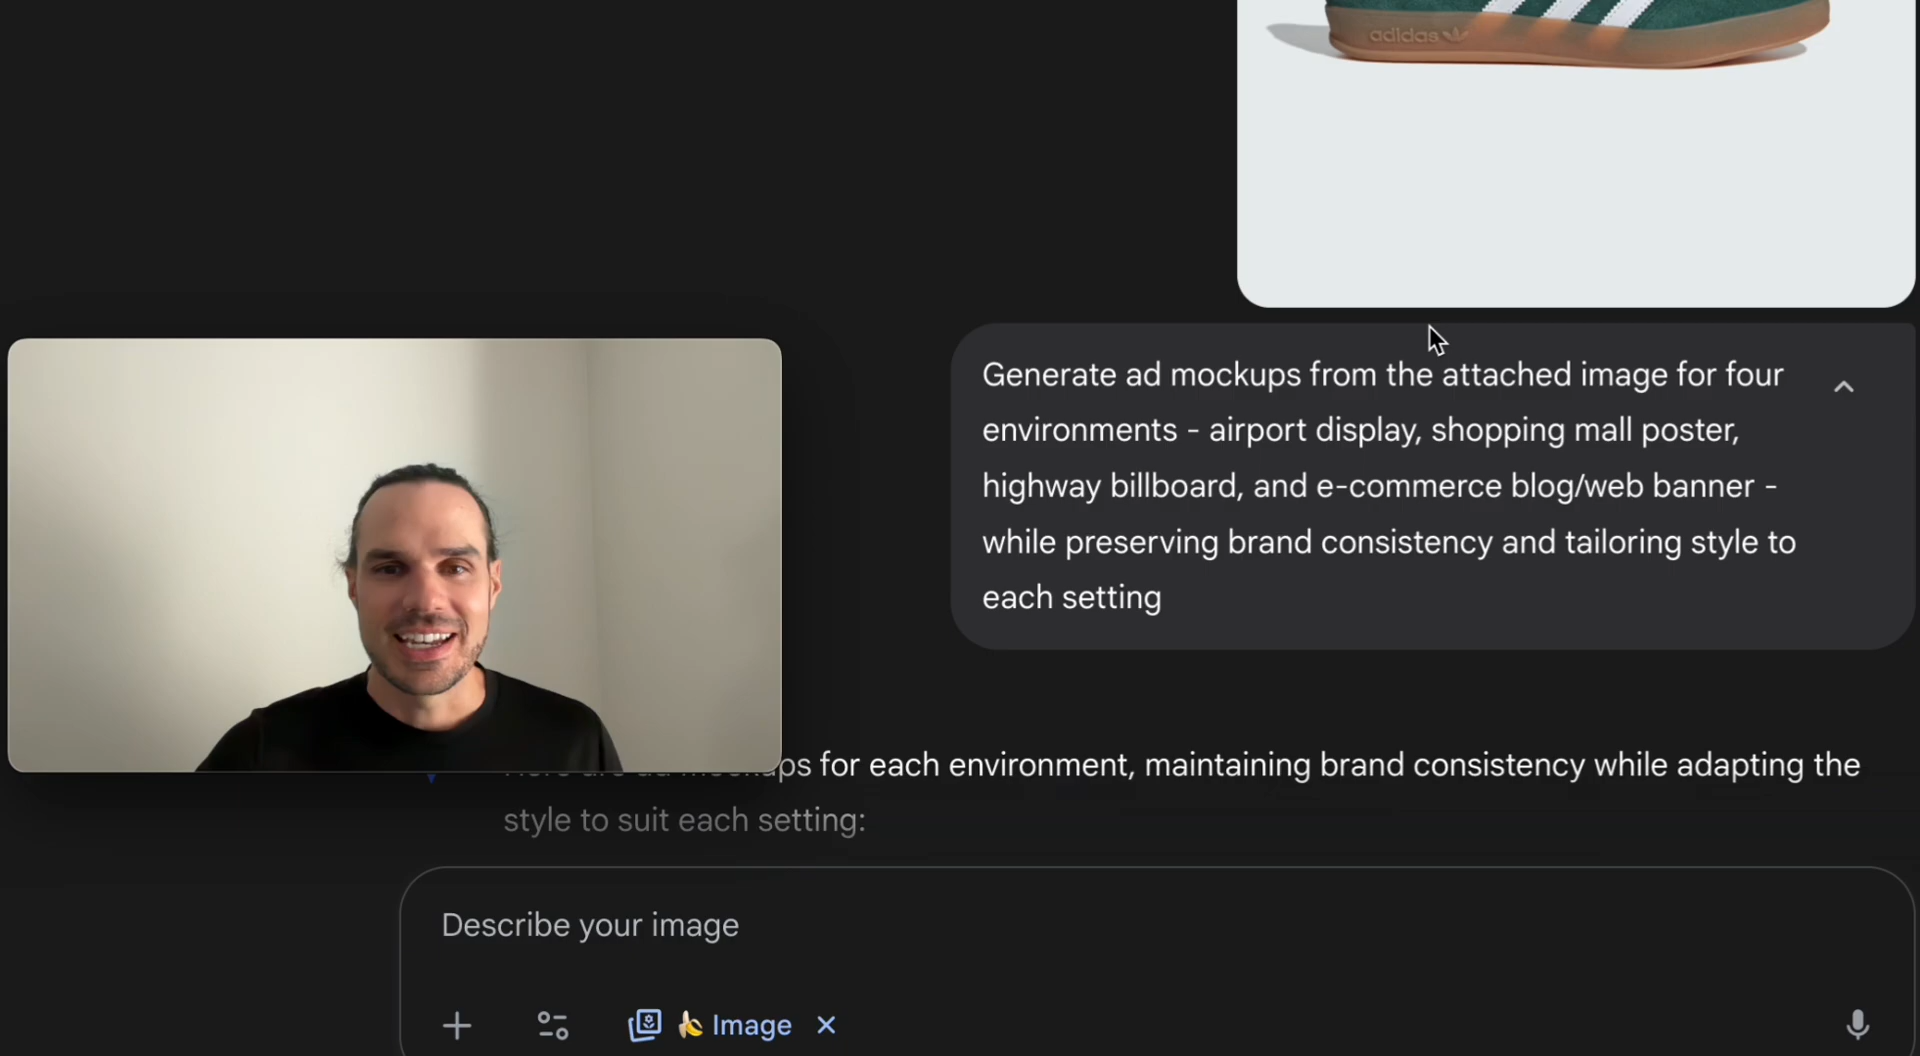 adidas
Generate ad mockups from the attached image for four
environments - airport display, shopping mall poster,
highway billboard, and e-commerce blog/web banner -
while preserving brand consistency and tailoring style to
each setting
for each environment, maintaining brand consistency while adapting the
style to suit each setting:
Describe your image
Image